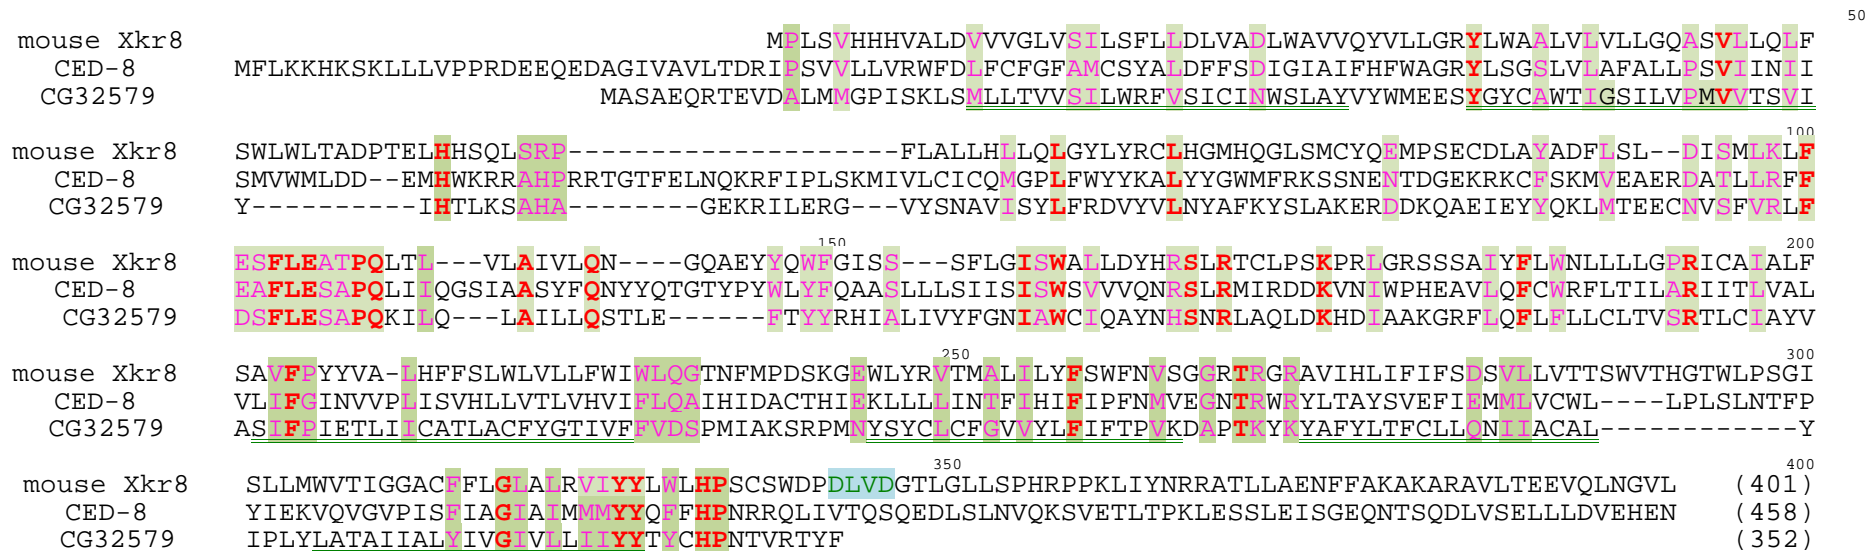 50
mouse Xkr8 MPLSVHHHVALDVVVGLVSILSFLLDLVADLWAVVQYVLLGRYLWAALVLVLLGQASVLLQLF
CED-8 MFLKKHKSKLLLVPPRDEEQEDAGIVAVLTDRIPSVVLLVRWFDLFCFGFAMCSYALDFFSDIGIAIFHFWAGRYLSGSLVLAFALLPSVIINII
CG32579 MASAEQRTEVDALMMGPISKLSMLLTVVSILWRFVSICINWSLAYVYWMEESYGYCAWTIGSILVPMVVTSVI
100
mouse Xkr8 SWLWLTADPTELHHSQLSRP--------------------FLALLHLLQLGYLYRCLHGMHQGLSMCYQEMPSECDLAYADFLSL--DISMLKLF
CED-8 SMVWMLDD--EMHWKRRAHPRRTGTFELNQKRFIPLSKMIVLCICQMGPLFWYYKALYYGWMFRKSSNENTDGEKRKCFSKMVEAERDATLLRFF
CG32579 Y----------IHTLKSAHA--------GEKRILERG---VYSNAVISYLFRDVYVLNYAFKYSLAKERDDKQAEIEYYQKLMTEECNVSFVRLF
150 200
mouse Xkr8 ESFLEATPQLTL---VLAIVLQN----GQAEYYQWFGISS---SFLGISWALLDYHRSLRTCLPSKPRLGRSSSAIYFLWNLLLLGPRICAIALF
CED-8 EAFLESAPQLIIQGSIAASYFQNYYQTGTYPYWLYFQAASLLLSIISISWSVVVQNRSLRMIRDDKVNIWPHEAVLQFCWRFLTILARIITLVAL
CG32579 DSFLESAPQKILQ---LAILLQSTLE------FTYYRHIALIVYFGNIAWCIQAYNHSNRLAQLDKHDIAAKGRFLQFLFLLCLTVSRTLCIAYV
250 300
mouse Xkr8 SAVFPYYVA-LHFFSLWLVLLFWIWLQGTNFMPDSKGEWLYRVTMALILYFSWFNVSGGRTRGRAVIHLIFIFSDSVLLVTTSWVTHGTWLPSGI
CED-8 VLIFGINVVPLISVHLLVTLVHVIFLQAIHIDACTHIEKLLLLINTFIHIFIPFNMVEGNTRWRYLTAYSVEFIEMMLVCWL----LPLSLNTFP
CG32579 ASIFPIETLIICATLACFYGTIVFFVDSPMIAKSRPMNYSYCLCFGVVYLFIFTPVKDAPTKYKYAFYLTFCLLQNIIACAL------------Y
350 400
mouse Xkr8 SLLMWVTIGGACFFLGLALRVIYYLWLHPSCSWDPDLVDGTLGLLSPHRPPKLIYNRRATLLAENFFAKAKARAVLTEEVQLNGVL (401)
CED-8 YIEKVQVGVPISFIAGIAIMMMYYQFFHPNRRQLIVTQSQEDLSLNVQKSVETLTPKLESSLEISGEQNTSQDLVSELLLDVEHEN (458)
CG32579 IPLYLATAIIALYIVGIVLLIIYYTYCHPNTVRTYF (352)